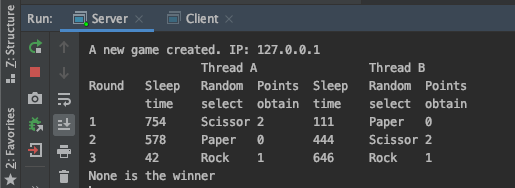 Run: Server × Client ×
Z: Structure
2: Favorites
A new game created. IP: 127.0.0.1
Thread A Thread B
Round Sleep Random Points Sleep Random Points
time select obtain time select obtain
1 754 Scissor 2 111 Paper 0
2 578 Paper 0 444 Scissor 2
3 42 Rock 1 646 Rock 1
None is the winner